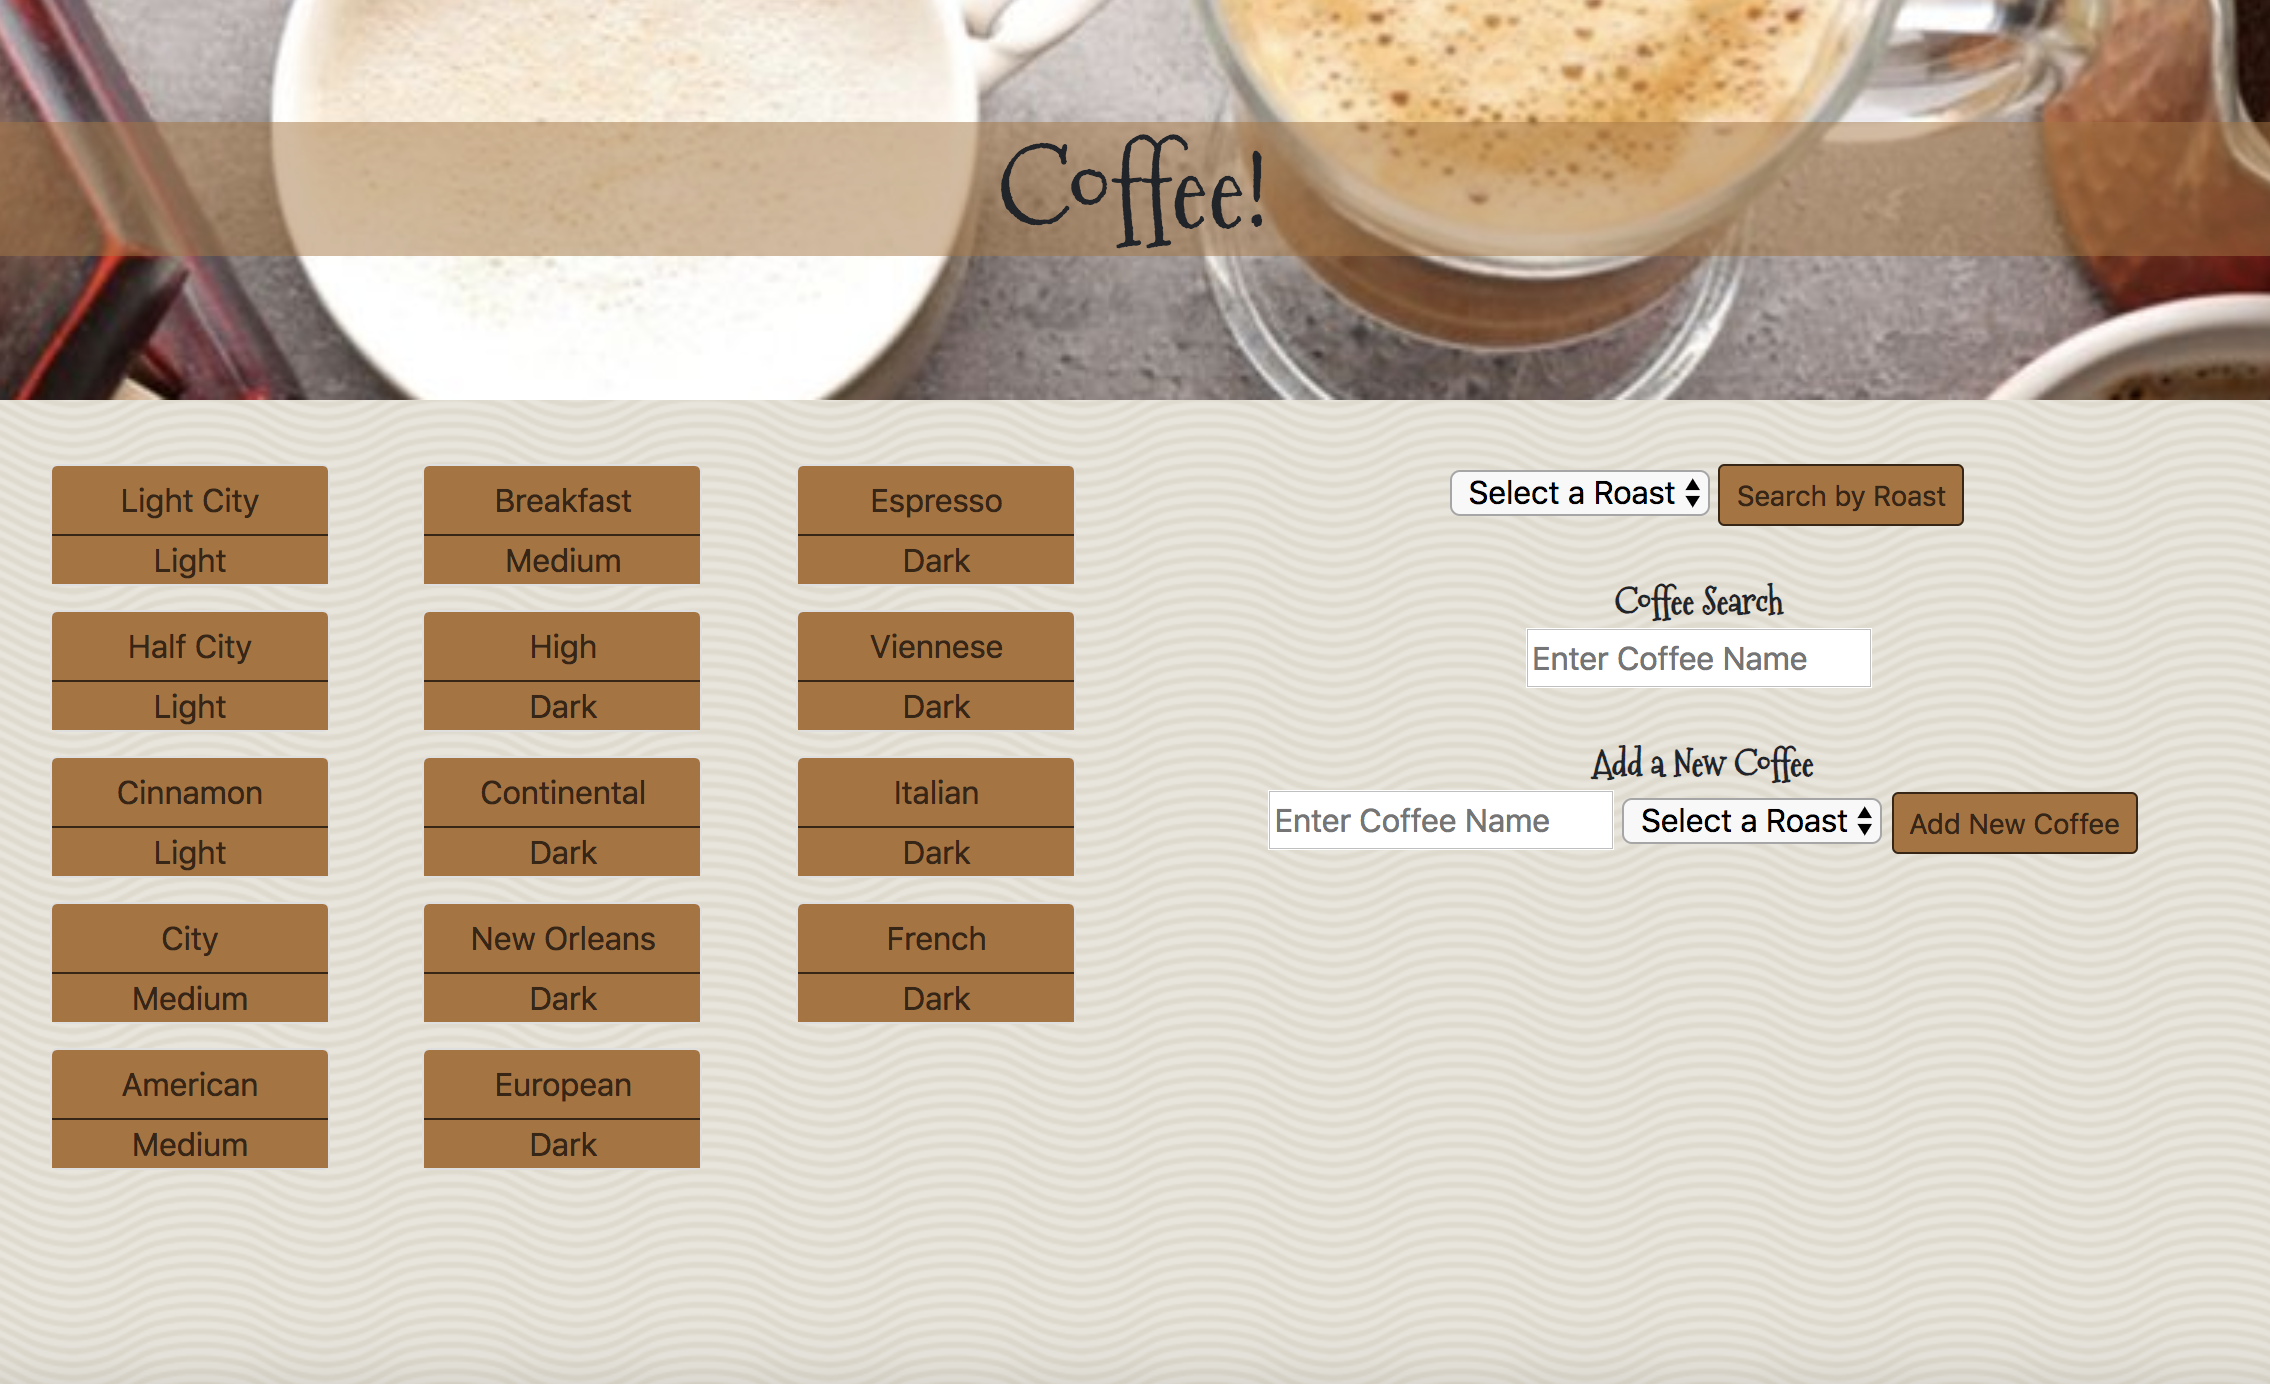 Coffee!
Light City
Light
Half City
Light
Cinnamon
Light
City
Medium
American
Medium
Breakfast
Medium
High
Dark
Continental
Dark
New Orleans
Dark
European
Dark
Espresso
Dark
Viennese
Dark
Italian
Dark
French
Dark
Select a Roast Search by Roast
Coffee Search
Enter Coffee Name
Add a New Coffee
Enter Coffee Name Select a Roast Add New Coffee